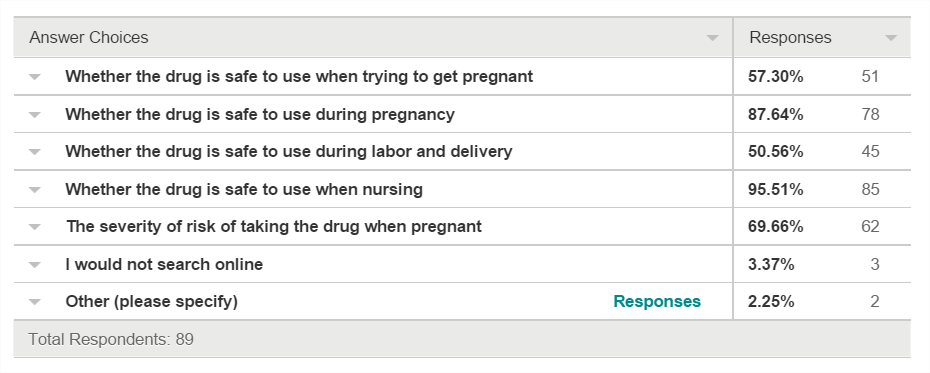 Answer Choices Responses
Whether the drug is safe to use when trying to get pregnant 57.30% 51
Whether the drug is safe to use during pregnancy 87.64% 78
Whether the drug is safe to use during labor and delivery 50.56% 45
Whether the drug is safe to use when nursing 95.51% 85
The severity of risk of taking the drug when pregnant 69.66% 62
I would not search online 3.37% 3
Other (please specify) Responses 2.25% 2
Total Respondents: 89